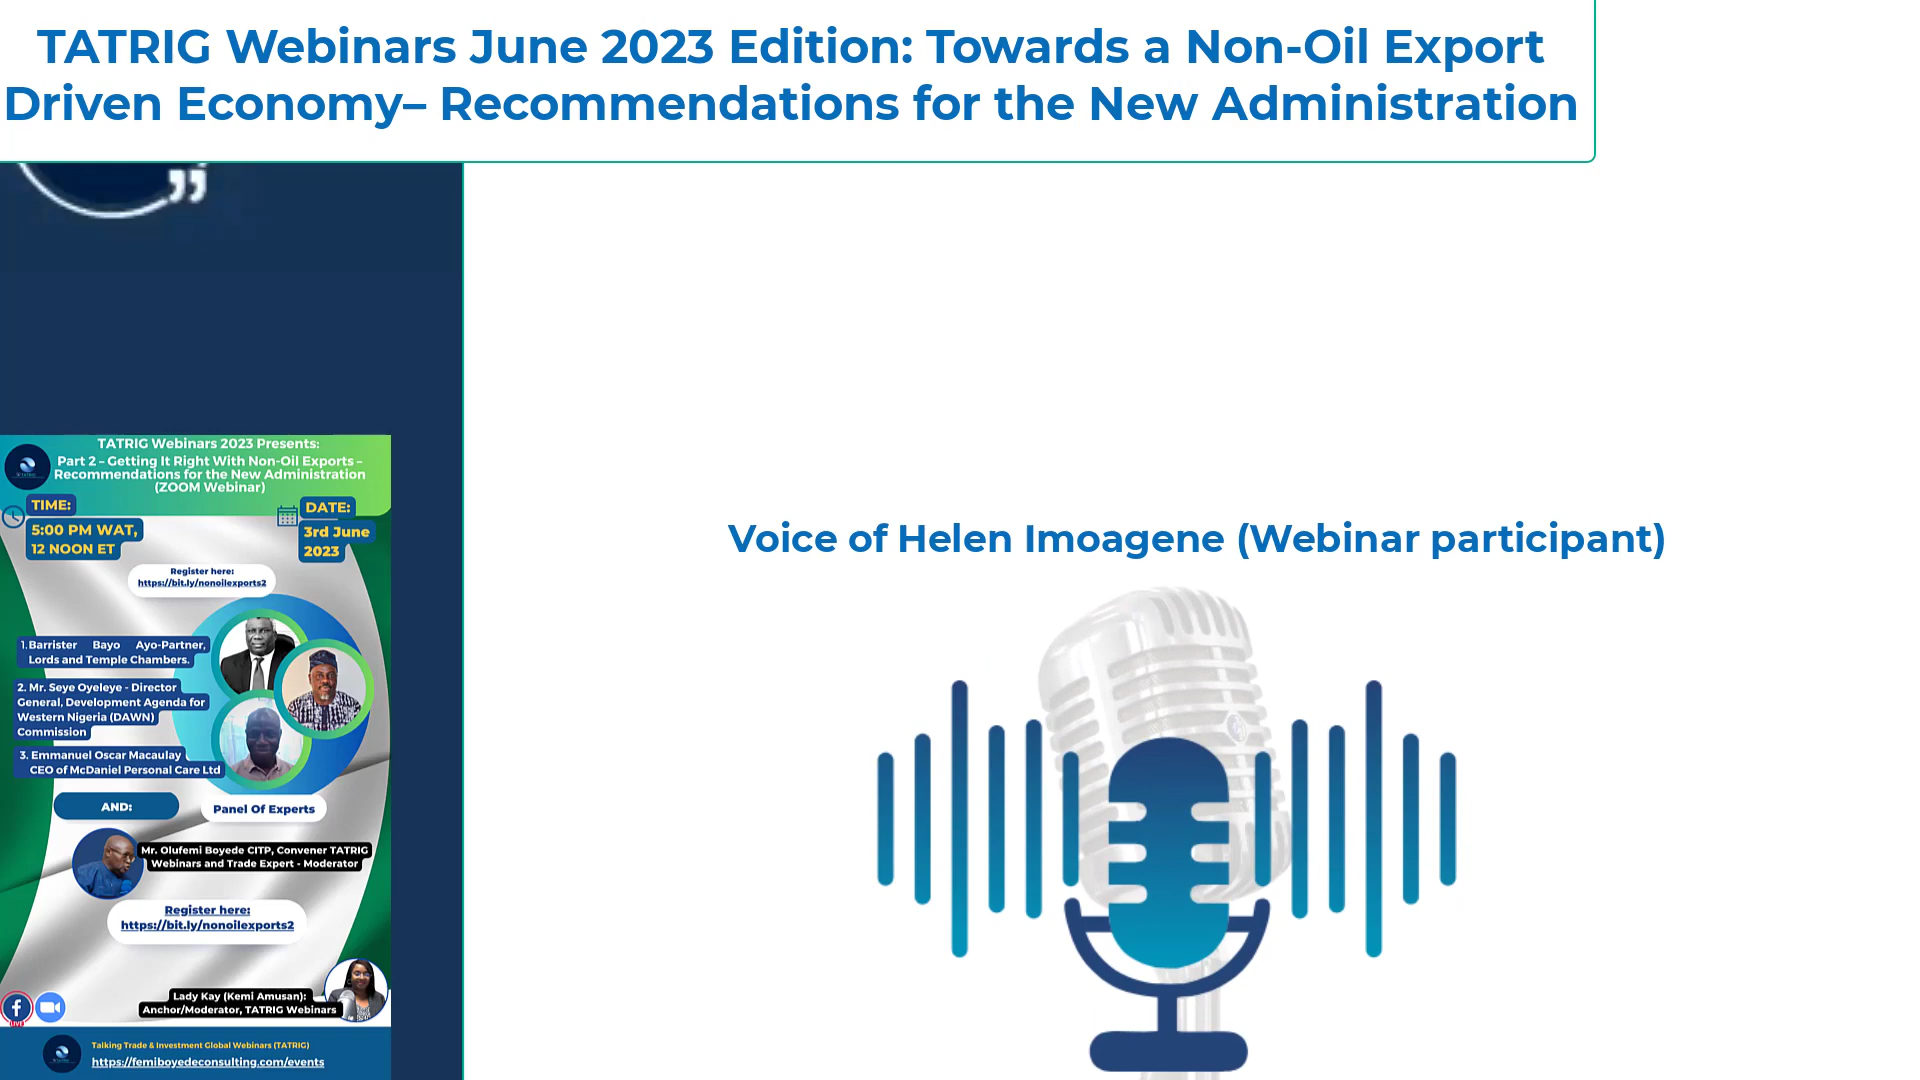 TATRIG Webinars June 2023 Edition: Towards a Non-Oil Export
Driven Economy– Recommendations for the New Administration
TATRIG Webinars 2023 Presents:
Part 2 – Getting It Right With Non-Oil Exports –
Recommendations for the New Administration
(ZOOM Webinar)
TIME:
5:00 PM WAT,
12 NOON ET
DATE:
3rd June
2023
Register here:
https://bit.ly/nonoilexports2
1.Barrister Bayo Ayo-Partner,
Lords and Temple Chambers.
2. Mr. Seye Oyeleye - Director
General, Development Agenda for
Western Nigeria (DAWN)
Commission
3. Emmanuel Oscar Macaulay
CEO of McDaniel Personal Care Ltd
AND:
Panel Of Experts
Mr. Olufemi Boyede CITP, Convener TATRIG
Webinars and Trade Expert - Moderator
Register here:
https://bit.ly/nonoilexports2
Lady Kay (Kemi Amusan):
Anchor/Moderator, TATRIG Webinars
LIVE
Talking Trade & Investment Global Webinars (TATRIG)
https://femiboyedeconsulting.com/events
Voice of Helen Imoagene (Webinar participant)